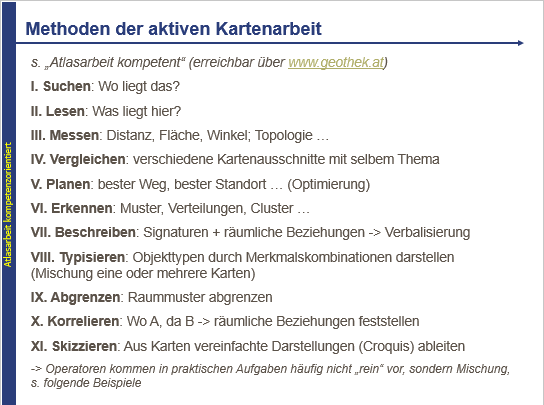 Methoden der aktiven Kartenarbeit
s. „Atlasarbeit kompetent“ (erreichbar über www.geothek.at)
I. Suchen: Wo liegt das?
II. Lesen: Was liegt hier?
III. Messen: Distanz, Fläche, Winkel; Topologie …
IV. Vergleichen: verschiedene Kartenausschnitte mit selbem Thema
V. Planen: bester Weg, bester Standort … (Optimierung)
VI. Erkennen: Muster, Verteilungen, Cluster …
VII. Beschreiben: Signaturen + räumliche Beziehungen -> Verbalisierung
VIII. Typisieren: Objekttypen durch Merkmalskombinationen darstellen
(Mischung eine oder mehrere Karten)
IX. Abgrenzen: Raummuster abgrenzen
X. Korrelieren: Wo A, da B -> räumliche Beziehungen feststellen
XI. Skizzieren: Aus Karten vereinfachte Darstellungen (Croquis) ableiten
-> Operatoren kommen in praktischen Aufgaben häufig nicht „rein“ vor, sondern Mischung,
s. folgende Beispiele
Atlasarbeit kompetenzorientiert